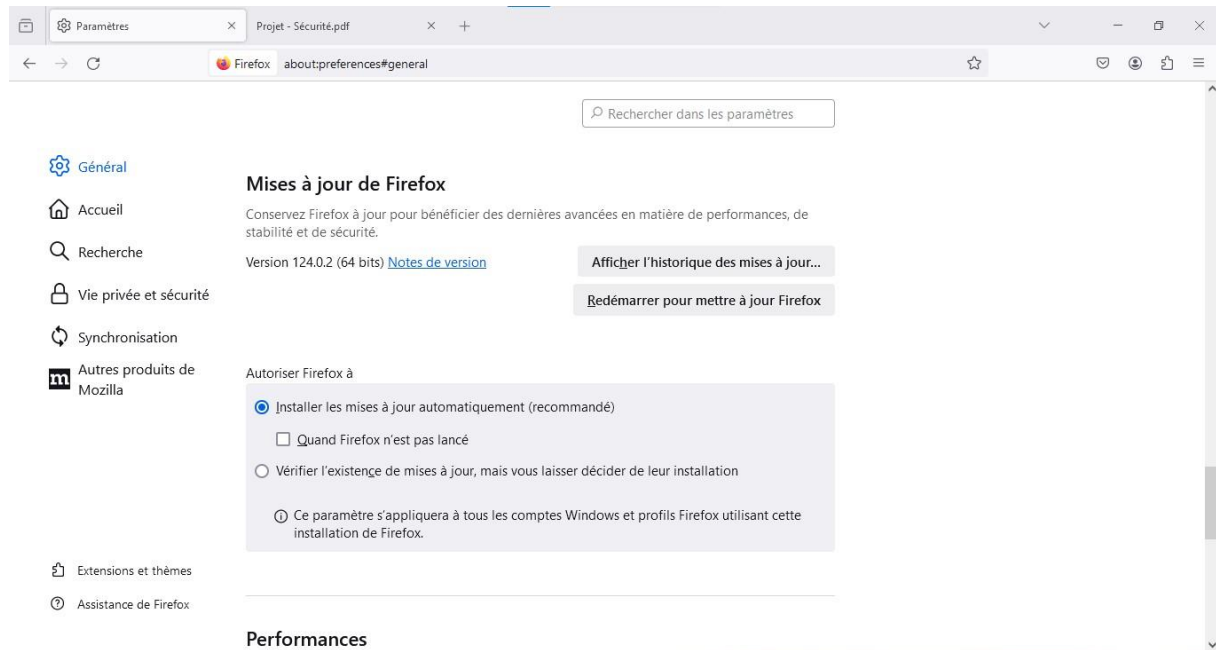 Paramètres
Projet - Sécurité.pdf
Firefox about:preferences#general
Rechercher dans les paramètres
Général
Accueil
Recherche
Vie privée et sécurité
Synchronisation
Autres produits de
Mozilla
Extensions et thèmes
Assistance de Firefox
Mises à jour de Firefox
Conservez Firefox à jour pour bénéficier des dernières avancées en matière de performances, de
stabilité et de sécurité.
Version 124.0.2 (64 bits) Notes de version
Afficher l'historique des mises à jour...
Redémarrer pour mettre à jour Firefox
Autoriser Firefox à
Installer les mises à jour automatiquement (recommandé)
Quand Firefox n'est pas lancé
Vérifier l'existence de mises à jour, mais vous laisser décider de leur installation
Ce paramètre s'appliquera à tous les comptes Windows et profils Firefox utilisant cette
installation de Firefox.
Performances